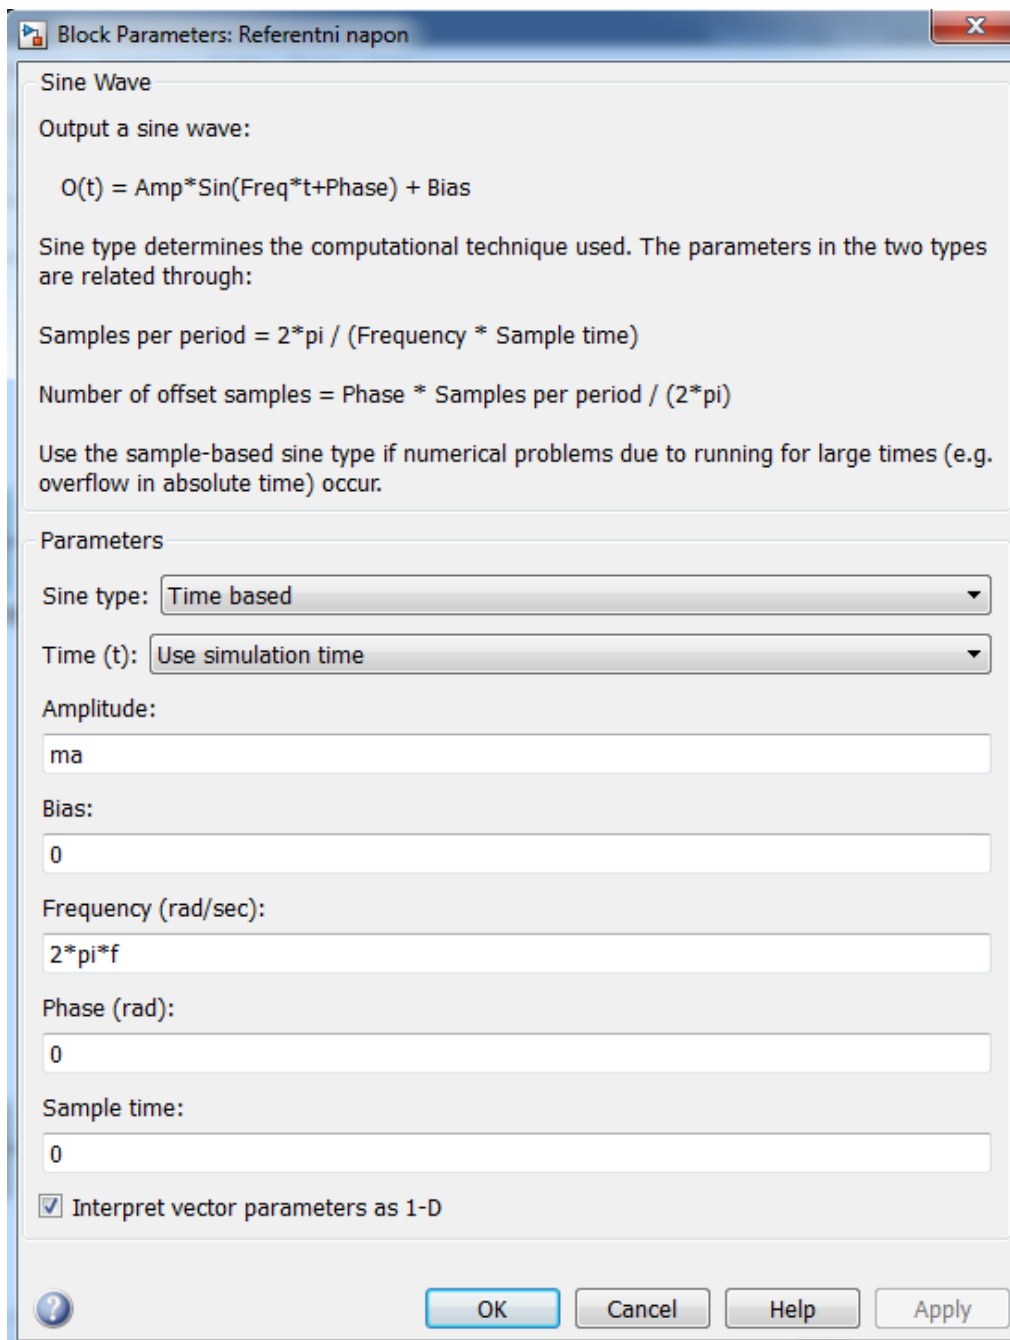 Block Parameters: Referentni napon
Sine Wave
Output a sine wave:
O(t) = Amp*Sin(Freq*t+Phase) + Bias
Sine type determines the computational technique used. The parameters in the two types
are related through:
Samples per period = 2*pi / (Frequency * Sample time)
Number of offset samples = Phase * Samples per period / (2*pi)
Use the sample-based sine type if numerical problems due to running for large times (e.g.
overflow in absolute time) occur.
Parameters
Sine type: Time based
Time (t): Use simulation time
Amplitude:
ma
Bias:
0
Frequency (rad/sec):
2*pi*f
Phase (rad):
0
Sample time:
0
Interpret vector parameters as 1-D
OK Cancel Help Apply